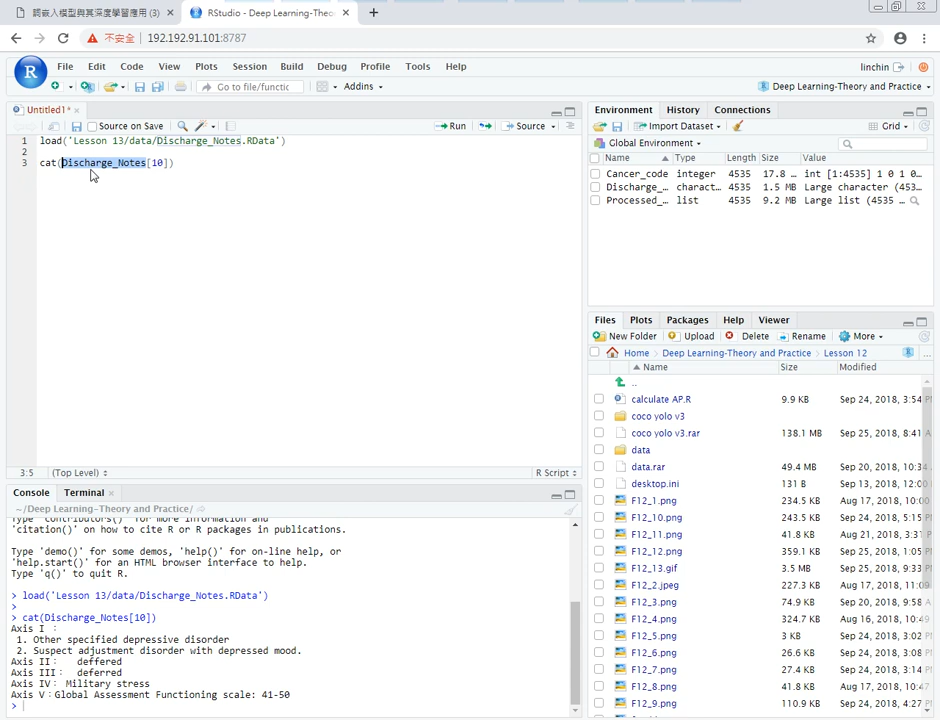 詞嵌入模型與其深度學習應用 (3)
RStudio - Deep Learning-Theo
不安全
192.192.91.101:8787
R
File Edit Code View Plots Session Build Debug Profile Tools Help
linchin
Go to file/functic
Addins
Deep Learning-Theory and Practice
Untitled1*
Source on Save
Run
Source
1 load('Lesson 13/data/Discharge_Notes.RData')
2
3 cat(Discharge_Notes[10])
3:5 (Top Level)
R Script
Console Terminal
~/Deep Learning-Theory and Practice/
Type 'contributors()' for more information and
'citation()' on how to cite R or R packages in publications.
Type 'demo()' for some demos, 'help()' for on-line help, or
'help.start()' for an HTML browser interface to help.
Type 'q()' to quit R.
> load('Lesson 13/data/Discharge_Notes.RData')
>
> cat(Discharge_Notes[10])
Axis I :
1. Other specified depressive disorder
2. Suspect adjustment disorder with depressed mood.
Axis II： deffered
Axis III： deferred
Axis IV： Military stress
Axis V：Global Assessment Functioning scale: 41-50
>
Environment History Connections
Import Dataset
Grid
Global Environment
Name Type Length Size Value
Cancer_code integer 4535 17.8 … int [1:4535] 1 0 1 0…
Discharge_… charact… 4535 1.5 MB Large character (453…
Processed_… list 4535 9.2 MB Large list (4535 …
Files Plots Packages Help Viewer
New Folder Upload Delete Rename More
Home Deep Learning-Theory and Practice Lesson 12
...
Name Size Modified
..
calculate AP.R 9.9 KB Sep 24, 2018, 3:54 P
coco yolo v3
coco yolo v3.rar 138.1 MB Sep 25, 2018, 8:41 A
data
data.rar 49.4 MB Sep 20, 2018, 10:34
desktop.ini 131 B Sep 13, 2018, 12:00
F12_1.png 234.5 KB Aug 17, 2018, 10:00
F12_10.png 243.5 KB Sep 24, 2018, 5:15
F12_11.png 41.8 KB Aug 21, 2018, 3:3
F12_12.png 359.1 KB Sep 25, 2018, 1:05
F12_13.gif 3.5 MB Sep 25, 2018, 9:33
F12_2.jpeg 227.3 KB Aug 17, 2018, 11:09
F12_3.png 74.9 KB Sep 20, 2018, 9:58
F12_4.png 324.7 KB Aug 16, 2018, 10:49
F12_5.png 3 KB Sep 24, 2018, 3:02
F12_6.png 26.6 KB Sep 24, 2018, 3:08
F12_7.png 27.4 KB Sep 24, 2018, 3:14
F12_8.png 41.8 KB Aug 17, 2018, 10:47
F12_9.png 110.9 KB Sep 24, 2018, 4:27